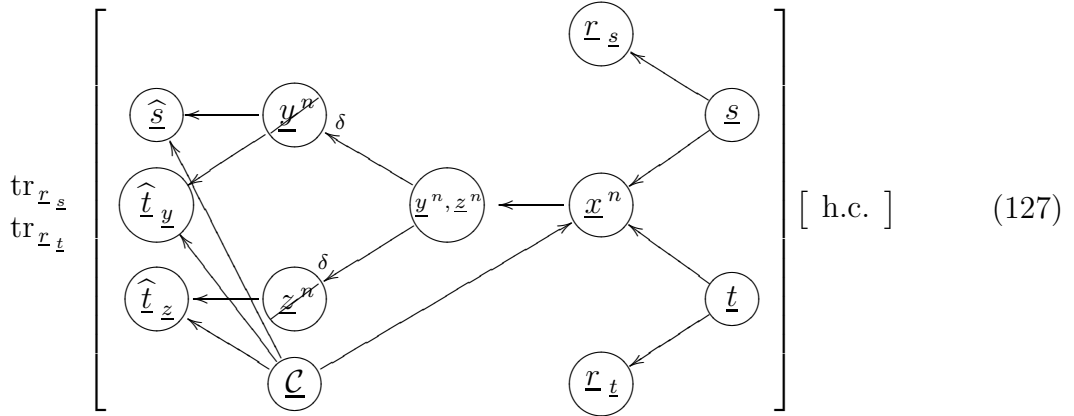 r_s
ŝ y^n δ s
tr_{r_s} t̂_y y^n, z^n x^n [ h.c. ] (127)
tr_{r_t}
t̂_z z^n δ t
C r_t